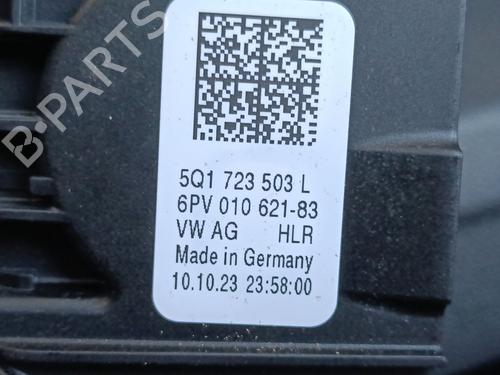 B-PARTS
5Q1 723 503 L
6PV 010 621-83
VW AG HLR
Made in Germany
10.10.23 23:58:00